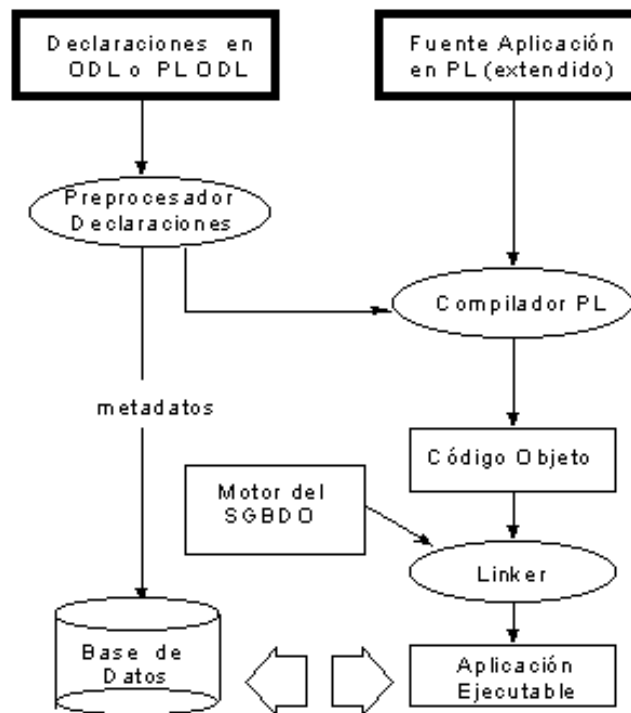 Declaraciones en
ODL o PL ODL
Fuente Aplicación
en PL (extendido)
Preprocesador
Declaraciones
Compilador PL
metadatos
Código Objeto
Motor del
SGBDO
Linker
Base de
Datos
Aplicación
Ejecutable